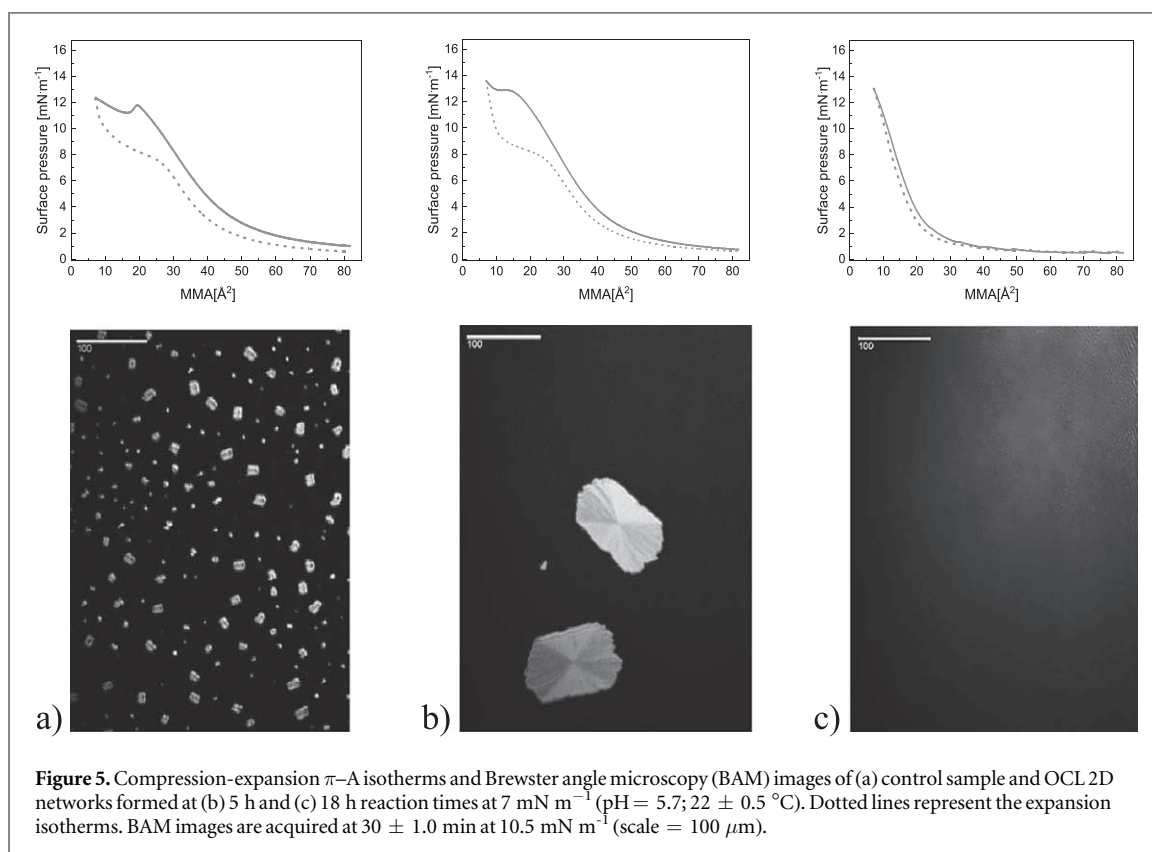 16
14
12
10
8
6
4
2
0
Surface pressure [mN·m-1]
0 10 20 30 40 50 60 70 80
MMA[Å2]
16
14
12
10
8
6
4
2
0
Surface pressure [mN·m-1]
0 10 20 30 40 50 60 70 80
MMA[Å2]
16
14
12
10
8
6
4
2
0
Surface pressure [mN·m-1]
0 10 20 30 40 50 60 70 80
MMA[Å2]
100
100
100
a)
b)
c)
Figure 5. Compression-expansion π–A isotherms and Brewster angle microscopy (BAM) images of (a) control sample and OCL 2D
networks formed at (b) 5 h and (c) 18 h reaction times at 7 mN m−1 (pH = 5.7; 22 ± 0.5 °C). Dotted lines represent the expansion
isotherms. BAM images are acquired at 30 ± 1.0 min at 10.5 mN m-1 (scale = 100 μm).